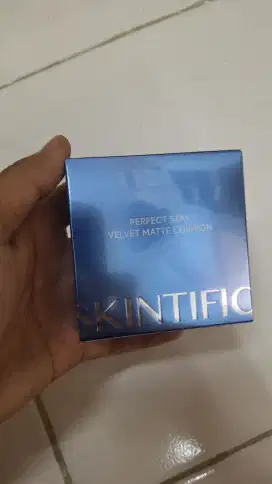 PERFECT STAY
VELVET MATTE CUSHION
SKINTIFIC